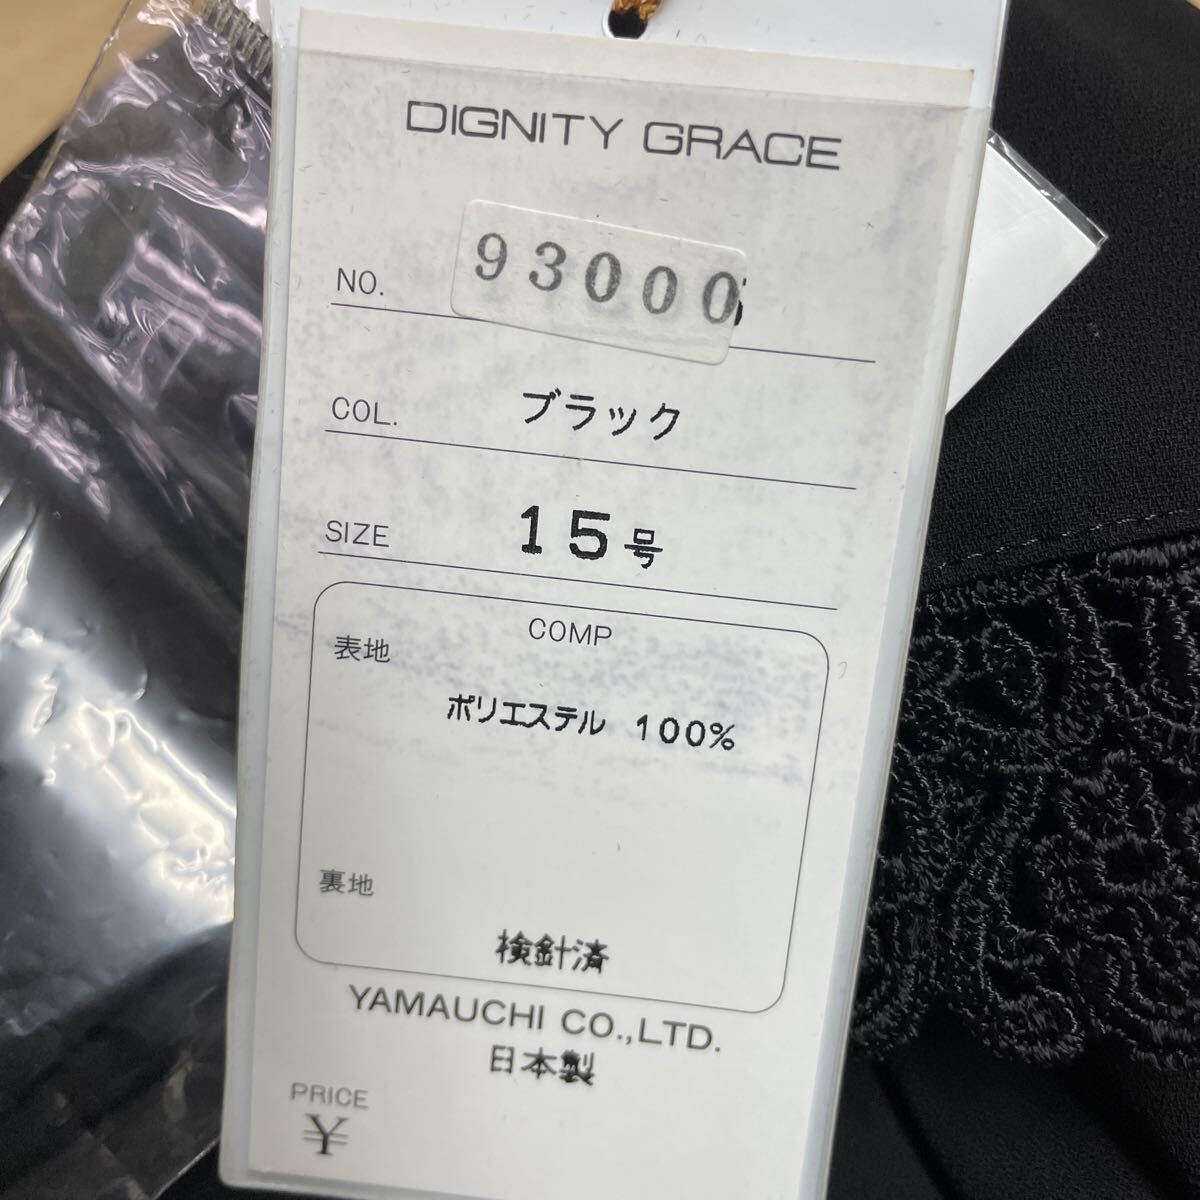 DIGNITY GRACE
NO. 93000
COL. ブラック
SIZE 15号
COMP
表地
ポリエステル 100%
裏地
検針済
YAMAUCHI CO.,LTD.
日本製
PRICE
¥